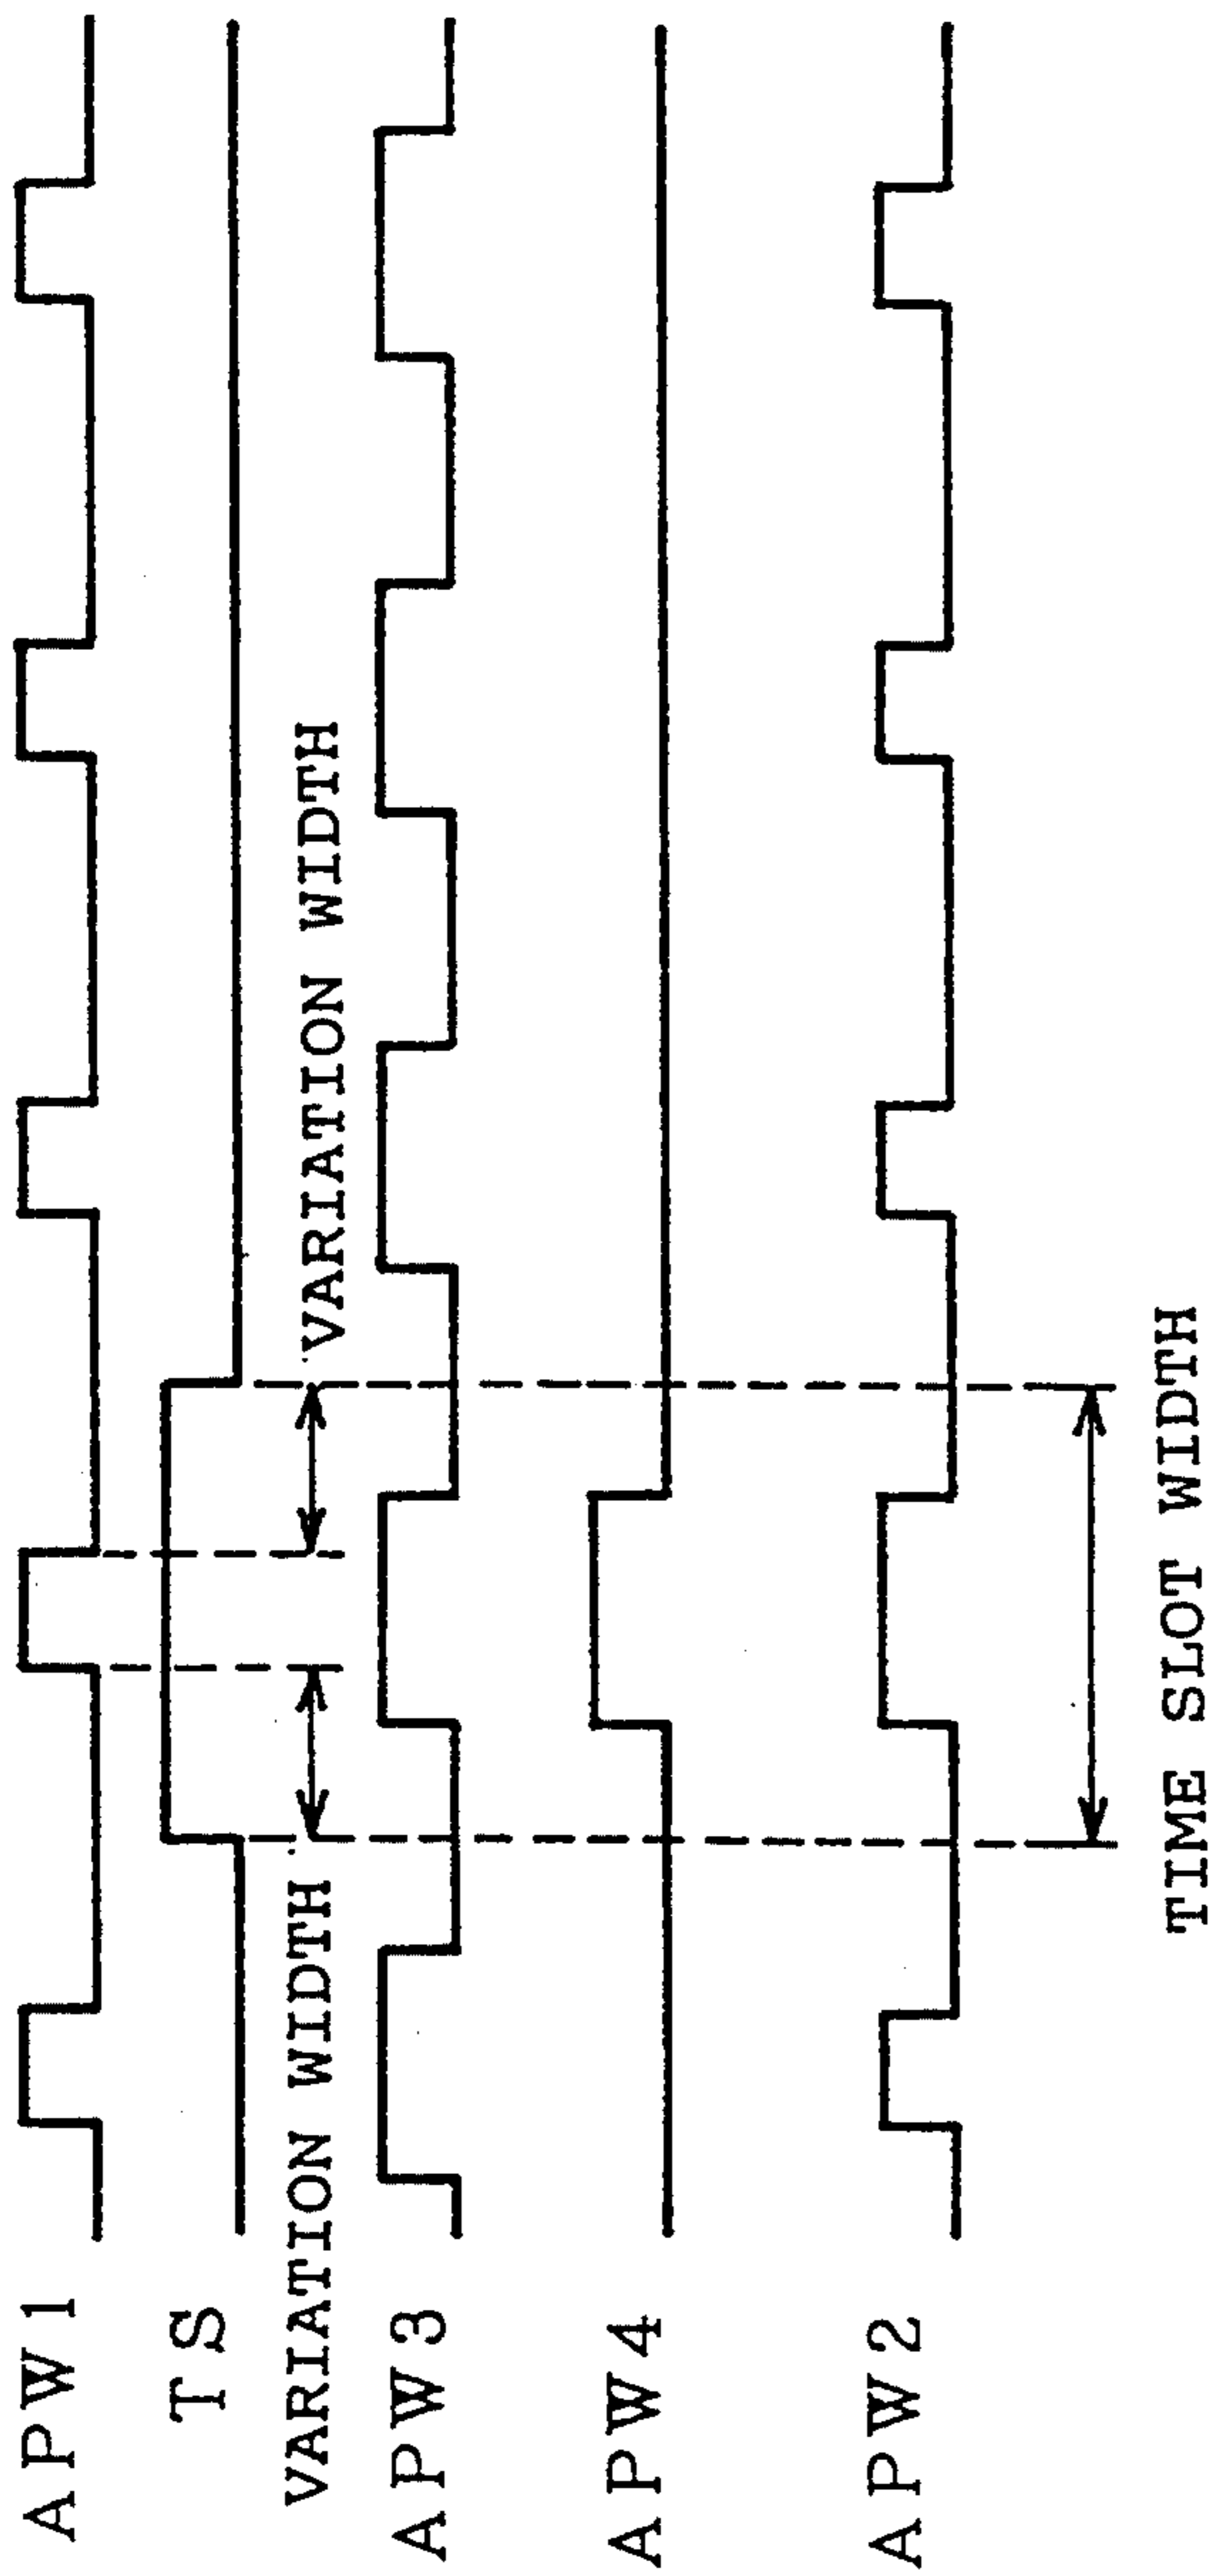 APW1
TS
VARIATION WIDTH
VARIATION WIDTH
APW3
APW4
APW2
TIME SLOT WIDTH